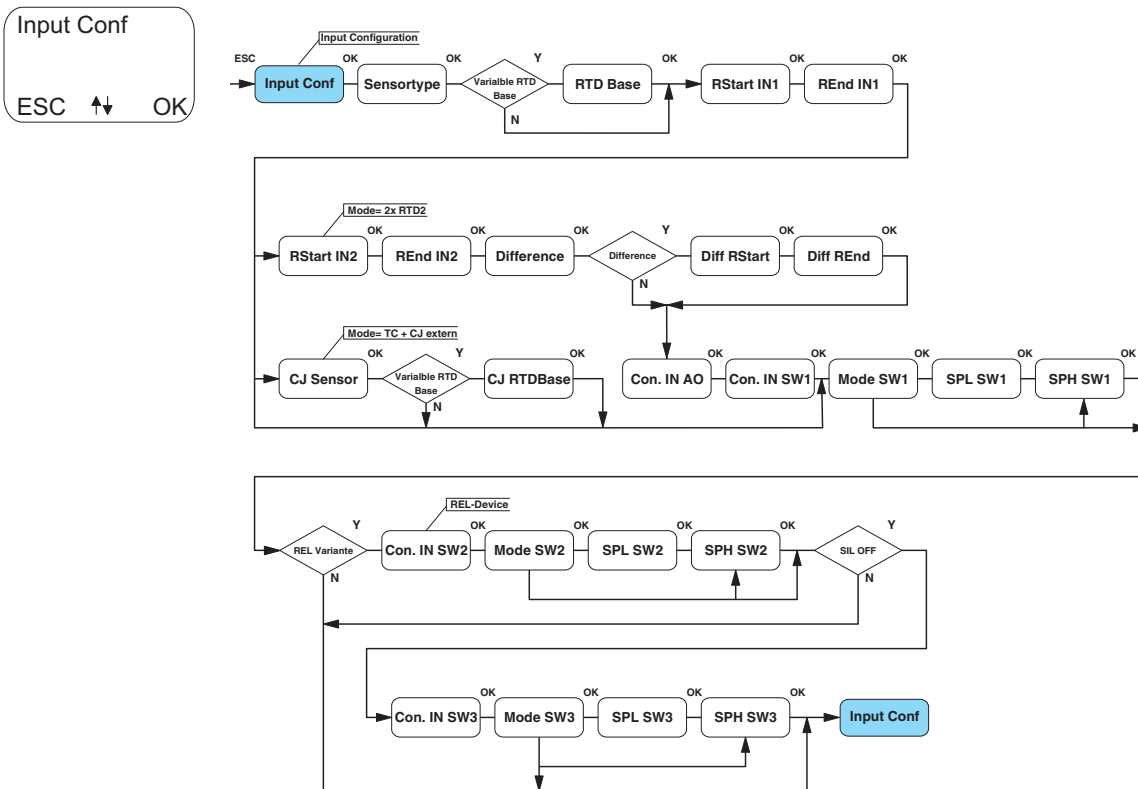 Input Conf
ESC OK
Input Configuration
ESC OK OK Y OK OK OK
Input Conf Sensortype Varialble RTD Base RTD Base RStart IN1 REnd IN1
N
Mode= 2x RTD2
OK OK OK Y OK OK
RStart IN2 REnd IN2 Difference Difference Diff RStart Diff REnd
N
Mode= TC + CJ extern
OK Y OK OK OK OK OK OK
CJ Sensor Varialble RTD Base CJ RTDBase Con. IN AO Con. IN SW1 Mode SW1 SPL SW1 SPH SW1
N
REL-Device
Y OK OK OK OK Y
REL Variante Con. IN SW2 Mode SW2 SPL SW2 SPH SW2 SIL OFF
N N
OK OK OK OK
Con. IN SW3 Mode SW3 SPL SW3 SPH SW3 Input Conf